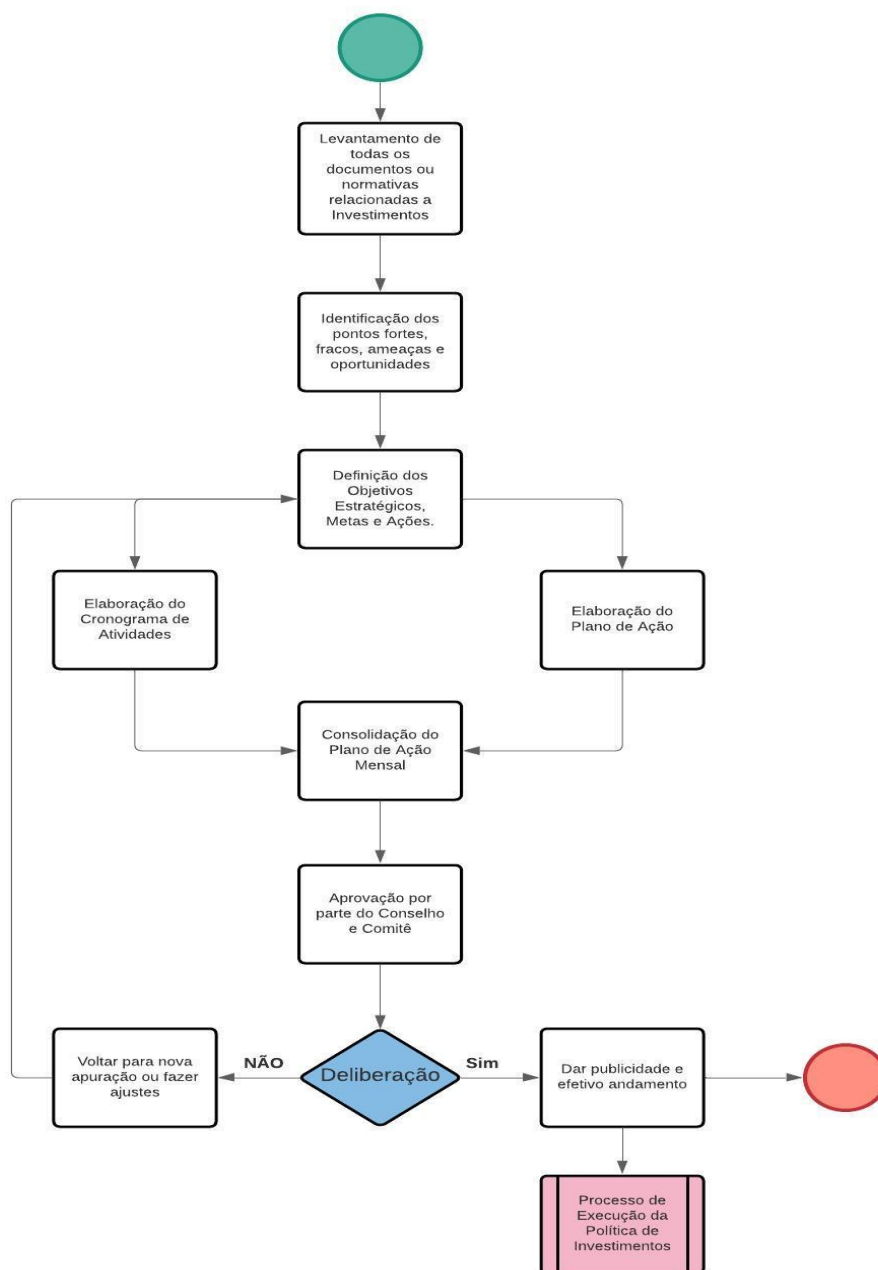 Levantamento de
todas os
documentos ou
normativas
relacionadas a
Investimentos
Identificação dos
pontos fortes,
fracos, ameaças e
oportunidades
Definição dos
Objetivos
Estratégicos,
Metas e Ações.
Elaboração do
Cronograma de
Atividades
Elaboração do
Plano de Ação
Consolidação do
Plano de Ação
Mensal
Aprovação por
parte do Conselho
e Comitê
Voltar para nova
apuração ou fazer
ajustes
NÃO
Deliberação
Sim
Dar publicidade e
efetivo andamento
Processo de
Execução da
Política de
Investimentos